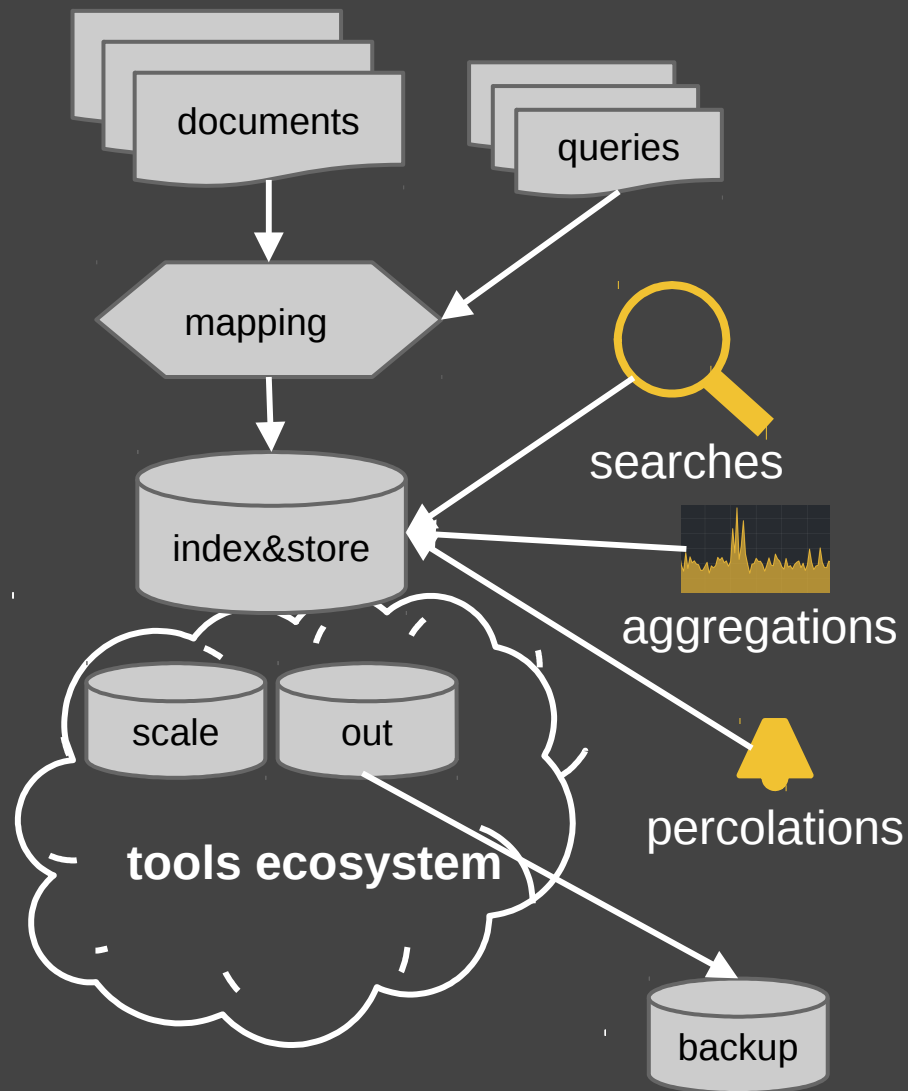 documents
queries
mapping
searches
index&store
aggregations
scale
out
percolations
tools ecosystem
backup